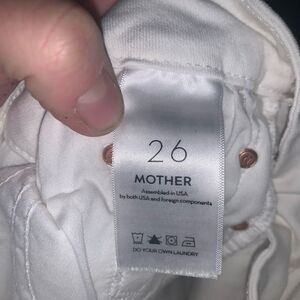 26
MOTHER
Assembled in USA
by both USA and foreign components
DO YOUR OWN LAUNDRY